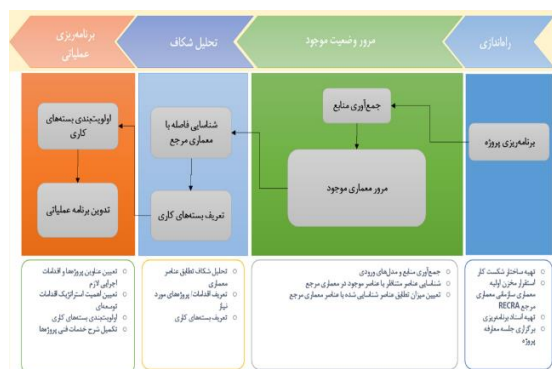 راه‌اندازی
مرور وضعیت موجود
تحلیل شکاف
برنامه‌ریزی
عملیاتی
برنامه‌ریزی پروژه
جمع‌آوری منابع
مرور معماری موجود
شناسایی فاصله با
معماری مرجع
تعریف بسته‌های کاری
اولویت‌بندی بسته‌های
کاری
تدوین برنامه عملیاتی
تهیه ساختار شکست کار
استقرار مخزن اولیه
معماری سازمانی معماری
مرجع RECRA
تهیه اسناد برنامه‌ریزی
برگزاری جلسه معارفه
پروژه
جمع‌آوری منابع و مدل‌های ورودی
شناسایی عناصر متناظر با عناصر موجود در معماری مرجع
تعیین میزان تطابق عناصر شناسایی شده با عناصر معماری مرجع
تحلیل شکاف تطابق عناصر
معماری
تعریف اقدامات/ پروژه‌های مورد
نیاز
تعریف بسته‌های کاری
تعیین عناوین پروژه‌ها و اقدامات
اجرایی لازم
تعیین اهمیت استراتژیک اقدامات
توسعه‌ای
اولویت‌بندی بسته‌های کاری
تکمیل شرح خدمات فنی پروژه‌ها